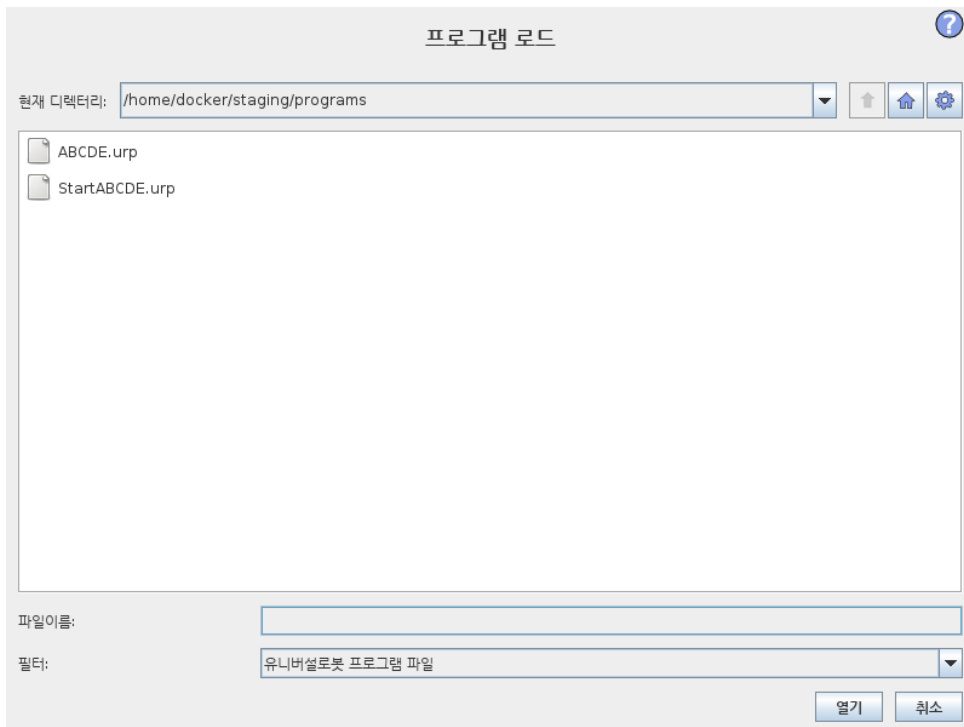 프로그램 로드
?
현재 디렉터리: /home/docker/staging/programs
ABCDE.urp
StartABCDE.urp
파일이름:
필터: 유니버설로봇 프로그램 파일
열기 취소